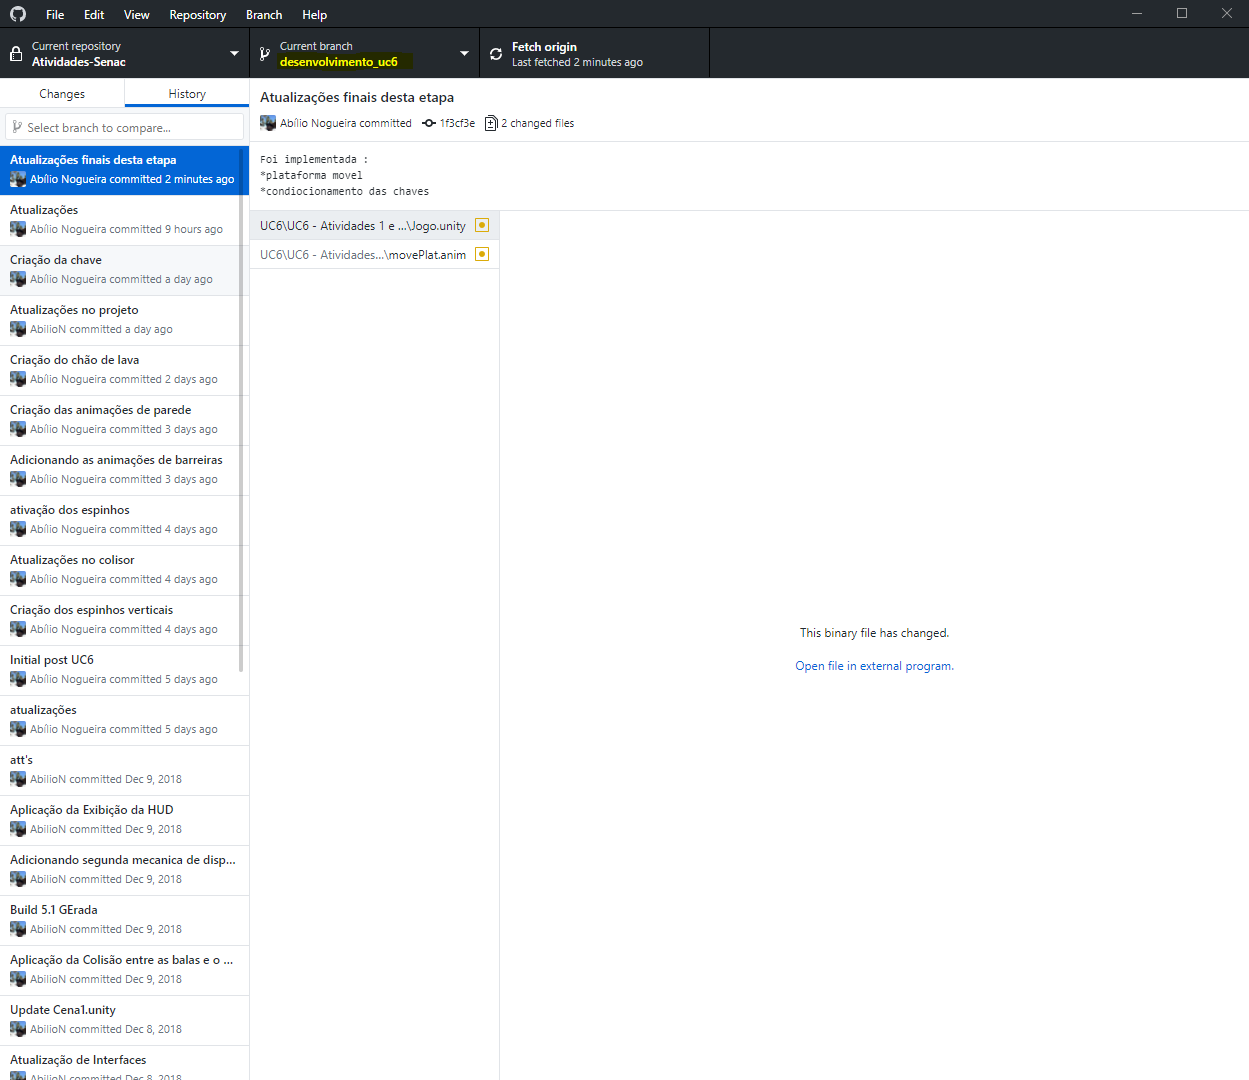 File Edit View Repository Branch Help
Current repository
Atividades-Senac
Current branch
desenvolvimento_uc6
Fetch origin
Last fetched 2 minutes ago
Changes History
Select branch to compare...
Atualizações finais desta etapa
Abílio Nogueira committed 2 minutes ago
Atualizações
Abílio Nogueira committed 9 hours ago
Criação da chave
Abílio Nogueira committed a day ago
Atualizações no projeto
AbilioN committed a day ago
Criação do chão de lava
Abílio Nogueira committed 2 days ago
Criação das animações de parede
Abílio Nogueira committed 3 days ago
Adicionando as animações de barreiras
Abílio Nogueira committed 3 days ago
ativação dos espinhos
Abílio Nogueira committed 4 days ago
Atualizações no colisor
Abílio Nogueira committed 4 days ago
Criação dos espinhos verticais
Abílio Nogueira committed 4 days ago
Initial post UC6
Abílio Nogueira committed 5 days ago
atualizações
Abílio Nogueira committed 5 days ago
att's
AbilioN committed Dec 9, 2018
Aplicação da Exibição da HUD
AbilioN committed Dec 9, 2018
Adicionando segunda mecanica de disp...
AbilioN committed Dec 9, 2018
Build 5.1 GErada
AbilioN committed Dec 9, 2018
Aplicação da Colisão entre as balas e o ...
AbilioN committed Dec 9, 2018
Update Cena1.unity
AbilioN committed Dec 8, 2018
Atualização de Interfaces
AbilioN committed Dec 8, 2018
Atualizações finais desta etapa
Abílio Nogueira committed 1f3cf3e 2 changed files
Foi implementada :
*plataforma movel
*condiocionamento das chaves
UC6\UC6 - Atividades 1 e ...\Jogo.unity
UC6\UC6 - Atividades...\movePlat.anim
This binary file has changed.
Open file in external program.